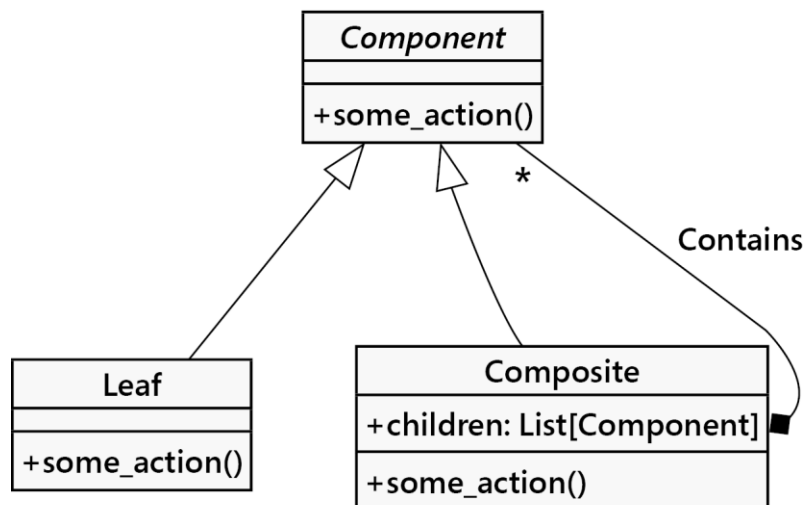 Component
+some_action()
*
Contains
Leaf
+some_action()
Composite
+children: List[Component]
+some_action()